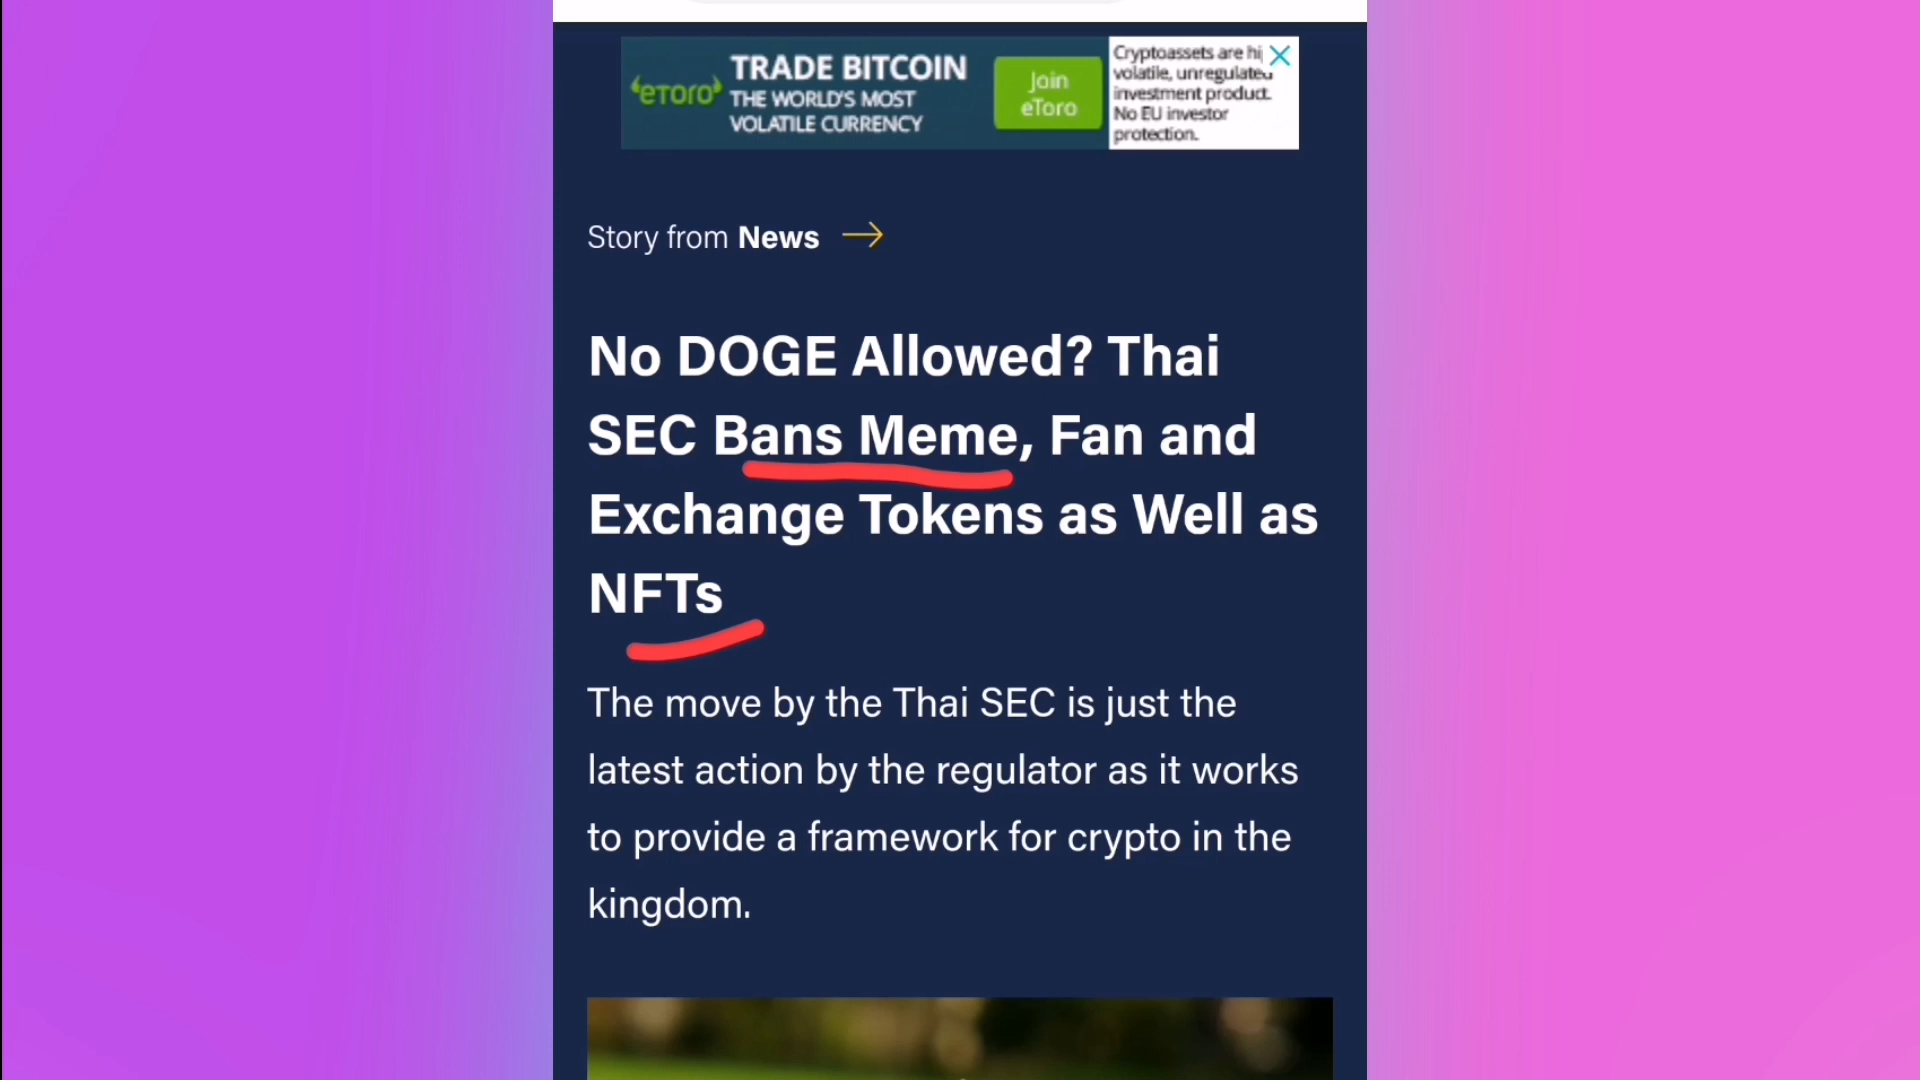 eToro
TRADE BITCOIN
THE WORLD'S MOST
VOLATILE CURRENCY
Join
eToro
Cryptoassets are
volatile, unregulated
investment product.
No EU investor
protection.
Story from News
No DOGE Allowed? Thai
SEC Bans Meme, Fan and
Exchange Tokens as Well as
NFTs
The move by the Thai SEC is just the
latest action by the regulator as it works
to provide a framework for crypto in the
kingdom.